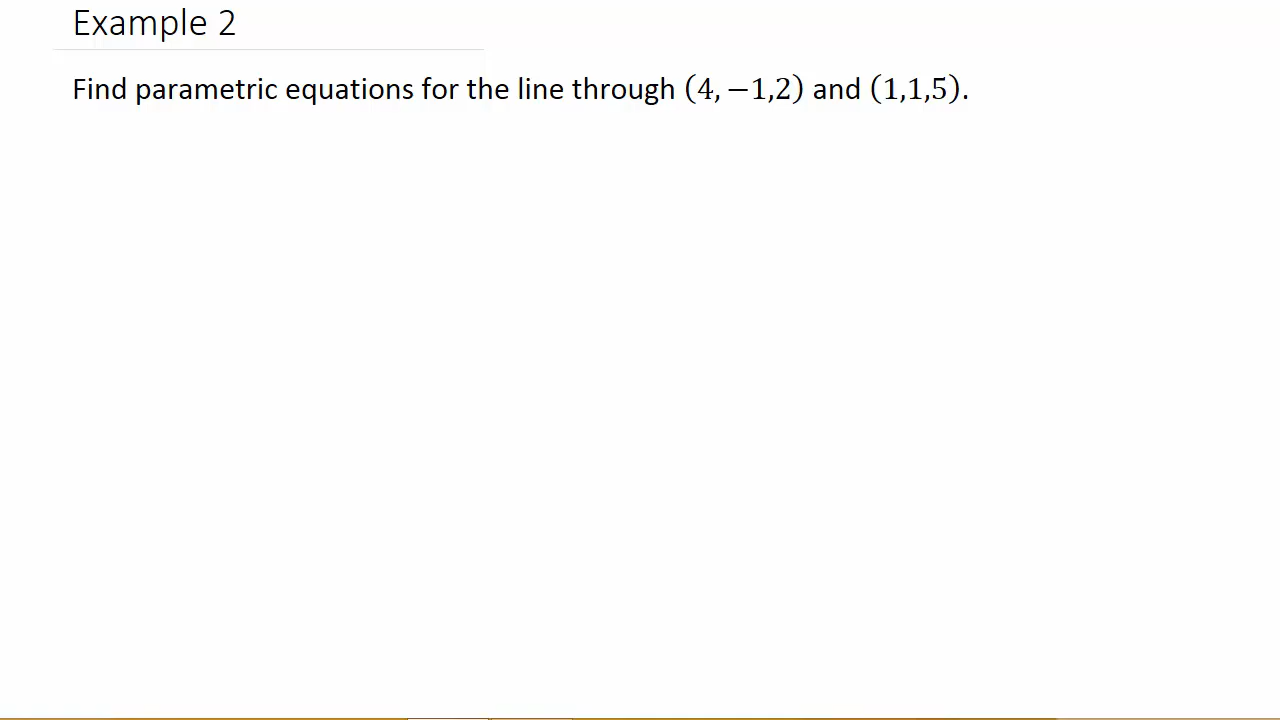 Example 2
Find parametric equations for the line through (4, −1,2) and (1,1,5).